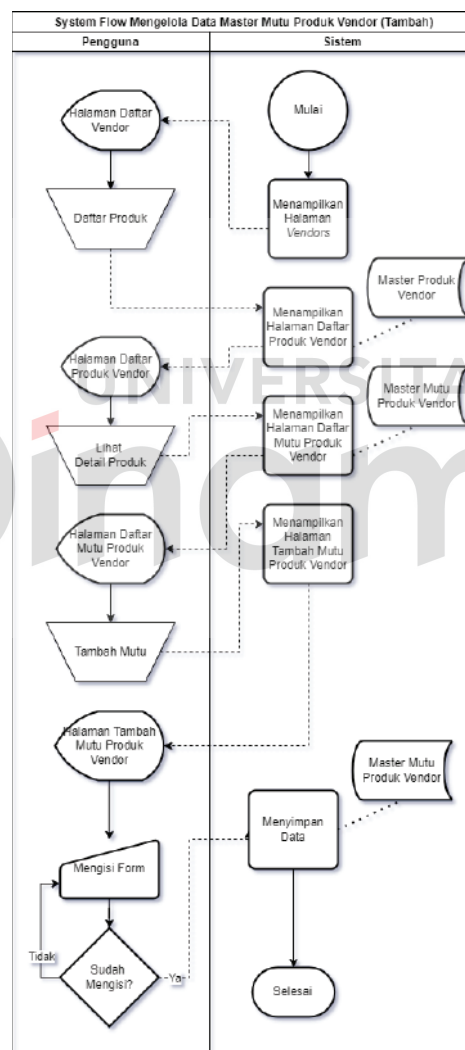 System Flow Mengelola Data Master Mutu Produk Vendor (Tambah)
Pengguna
Sistem
Halaman Daftar
Vendor
Mulai
Daftar Produk
Menampilkan
Halaman
Vendors
Master Produk
Vendor
Menampilkan
Halaman Daftar
Produk Vendor
Halaman Daftar
Produk Vendor
UNIVERSITA
Master Mutu
Produk Vendor
Menampilkan
Halaman Daftar
Mutu Produk
Vendor
Lihat
Detail Produk
Dinam
Halaman Daftar
Mutu Produk
Vendor
Menampilkan
Halaman
Tambah Mutu
Produk Vendor
Tambah Mutu
Halaman Tambah
Mutu Produk
Vendor
Master Mutu
Produk Vendor
Menyimpan
Data
Mengisi Form
Tidak
Sudah
Mengisi?
Ya
Selesai